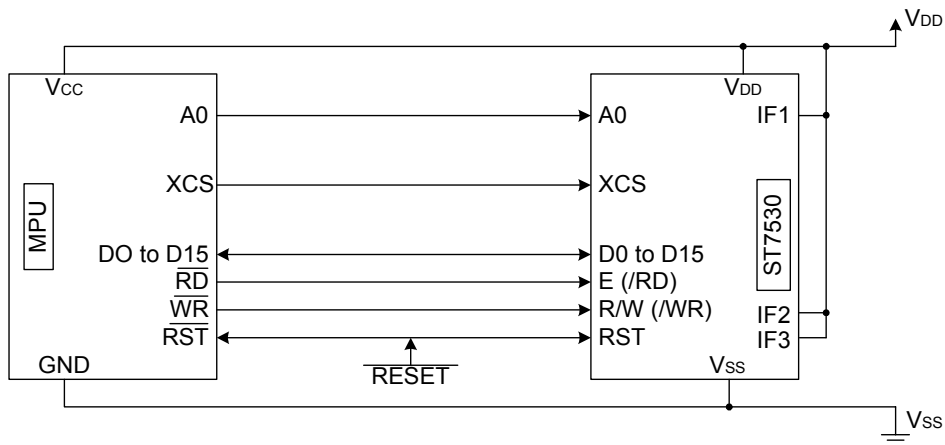 VDD
VCC
VDD
A0
A0
IF1
XCS
XCS
MPU
ST7530
DO to D15
D0 to D15
RD
E (/RD)
WR
R/W (/WR)
IF2
RST
RST
IF3
GND
RESET
VSS
VSS